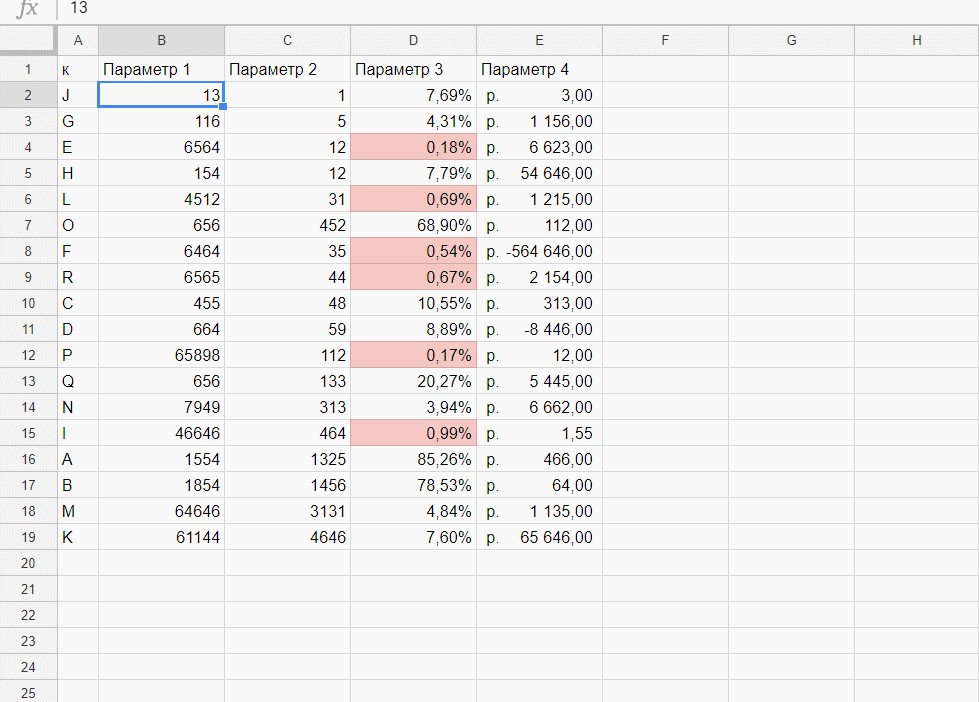 fx 13
A B C D E F G H
1 к Параметр 1 Параметр 2 Параметр 3 Параметр 4
2 J 13 1 7,69% р. 3,00
3 G 116 5 4,31% р. 1 156,00
4 E 6564 12 0,18% р. 6 623,00
5 H 154 12 7,79% р. 54 646,00
6 L 4512 31 0,69% р. 1 215,00
7 O 656 452 68,90% р. 112,00
8 F 6464 35 0,54% р. -564 646,00
9 R 6565 44 0,67% р. 2 154,00
10 C 455 48 10,55% р. 313,00
11 D 664 59 8,89% р. -8 446,00
12 P 65898 112 0,17% р. 12,00
13 Q 656 133 20,27% р. 5 445,00
14 N 7949 313 3,94% р. 6 662,00
15 I 46646 464 0,99% р. 1,55
16 A 1554 1325 85,26% р. 466,00
17 B 1854 1456 78,53% р. 64,00
18 M 64646 3131 4,84% р. 1 135,00
19 K 61144 4646 7,60% р. 65 646,00
20
21
22
23
24
25